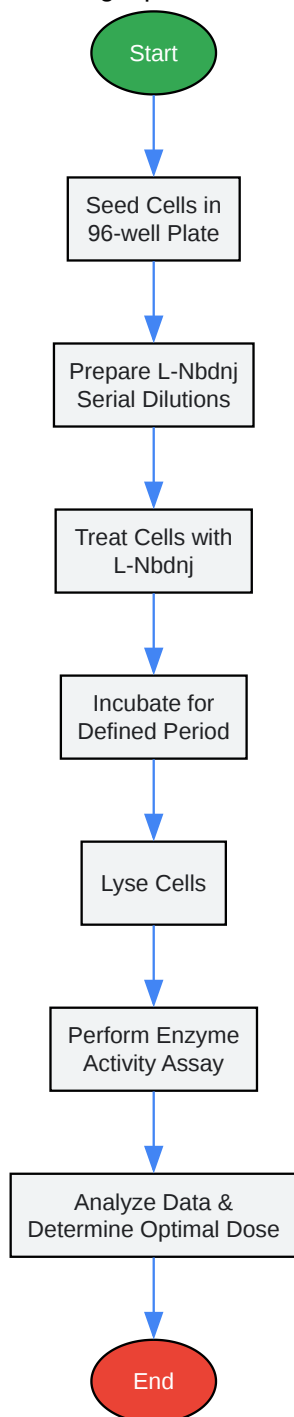 Start
Seed Cells in
96-well Plate
Prepare L-Nbdnj
Serial Dilutions
Treat Cells with
L-Nbdnj
Incubate for
Defined Period
Lyse Cells
Perform Enzyme
Activity Assay
Analyze Data &
Determine Optimal Dose
End